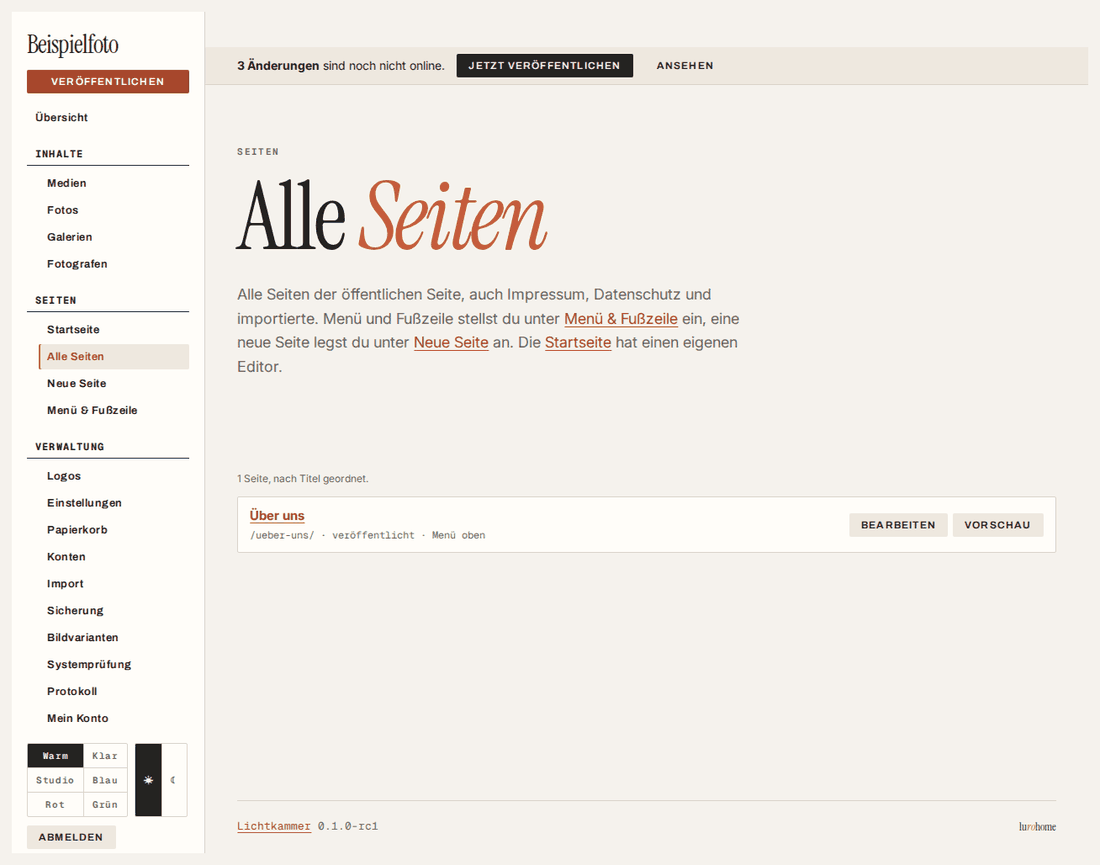 Beispielfoto
VERÖFFENTLICHEN
Übersicht
INHALTE
Medien
Fotos
Galerien
Fotografen
SEITEN
Startseite
Alle Seiten
Neue Seite
Menü & Fußzeile
VERWALTUNG
Logos
Einstellungen
Papierkorb
Konten
Import
Sicherung
Bildvarianten
Systemprüfung
Protokoll
Mein Konto
Warm Klar
Studio Blau
Rot Grün
ABMELDEN
3 Änderungen sind noch nicht online. JETZT VERÖFFENTLICHEN ANSEHEN
SEITEN
Alle Seiten
Alle Seiten der öffentlichen Seite, auch Impressum, Datenschutz und
importierte. Menü und Fußzeile stellst du unter Menü & Fußzeile ein, eine
neue Seite legst du unter Neue Seite an. Die Startseite hat einen eigenen
Editor.
1 Seite, nach Titel geordnet.
Über uns
/ueber-uns/ · veröffentlicht · Menü oben
BEARBEITEN VORSCHAU
Lichtkammer 0.1.0-rc1
lurohome